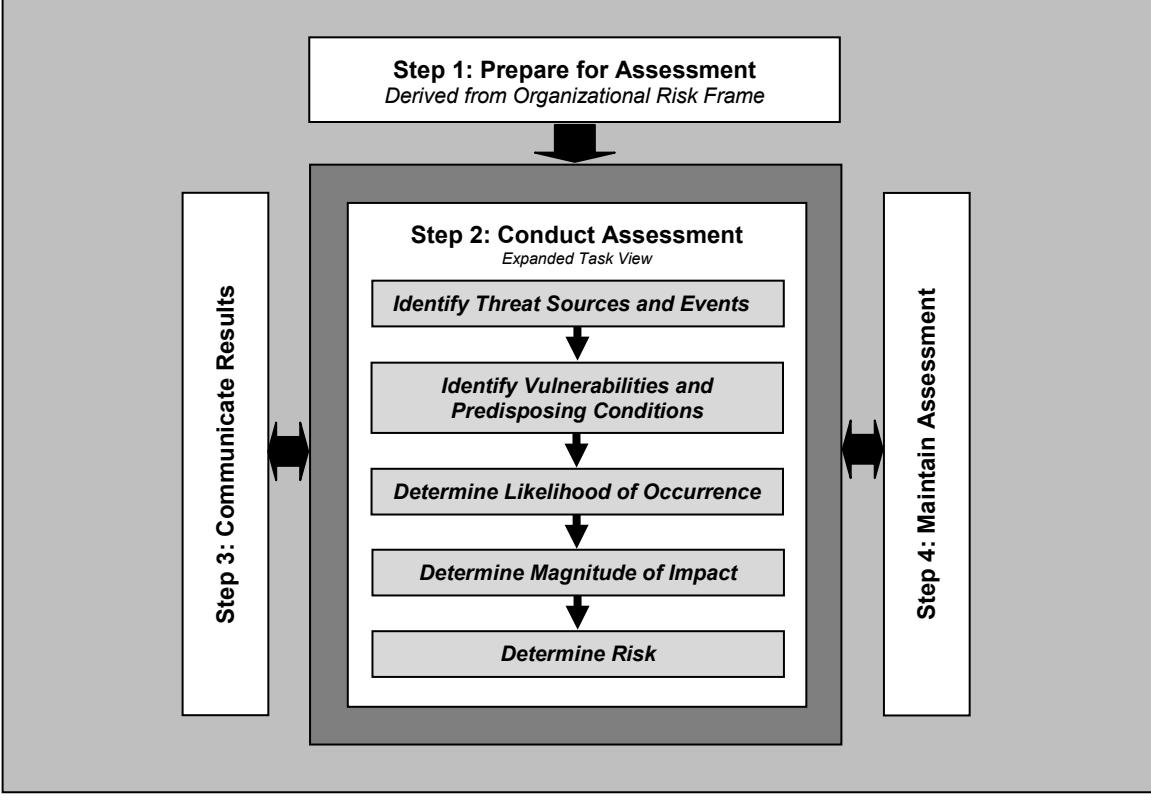 Step 1: Prepare for Assessment
Derived from Organizational Risk Frame
Step 3: Communicate Results
Step 2: Conduct Assessment
Expanded Task View
Identify Threat Sources and Events
Identify Vulnerabilities and
Predisposing Conditions
Determine Likelihood of Occurrence
Determine Magnitude of Impact
Determine Risk
Step 4: Maintain Assessment